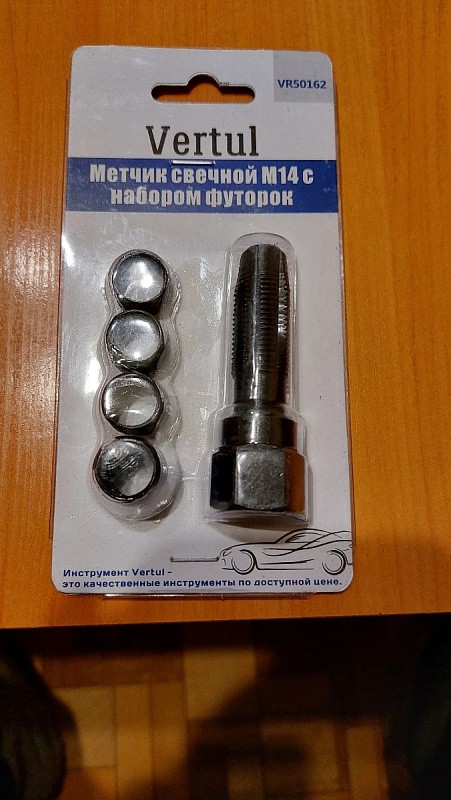 VR50162
Vertul
Метчик свечной М14 с
набором футорок
Инструмент Vertul –
это качественные инструменты по доступной цене.